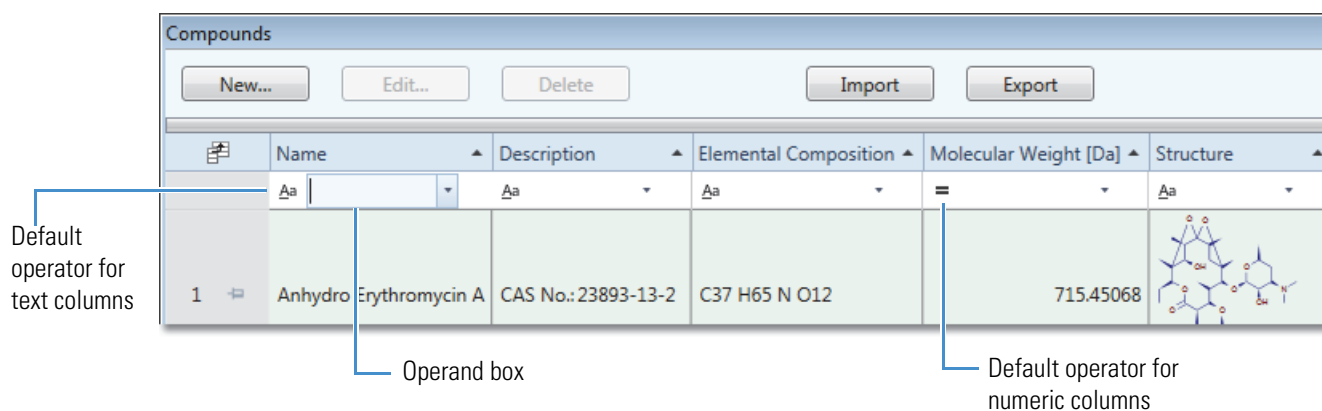 Compounds
New... Edit... Delete Import Export
Name Description Elemental Composition Molecular Weight [Da] Structure
Aa Aa Aa = Aa
Default
operator for
text columns
1 Anhydro Erythromycin A CAS No.: 23893-13-2 C37 H65 N O12 715.45068
Operand box
Default operator for
numeric columns